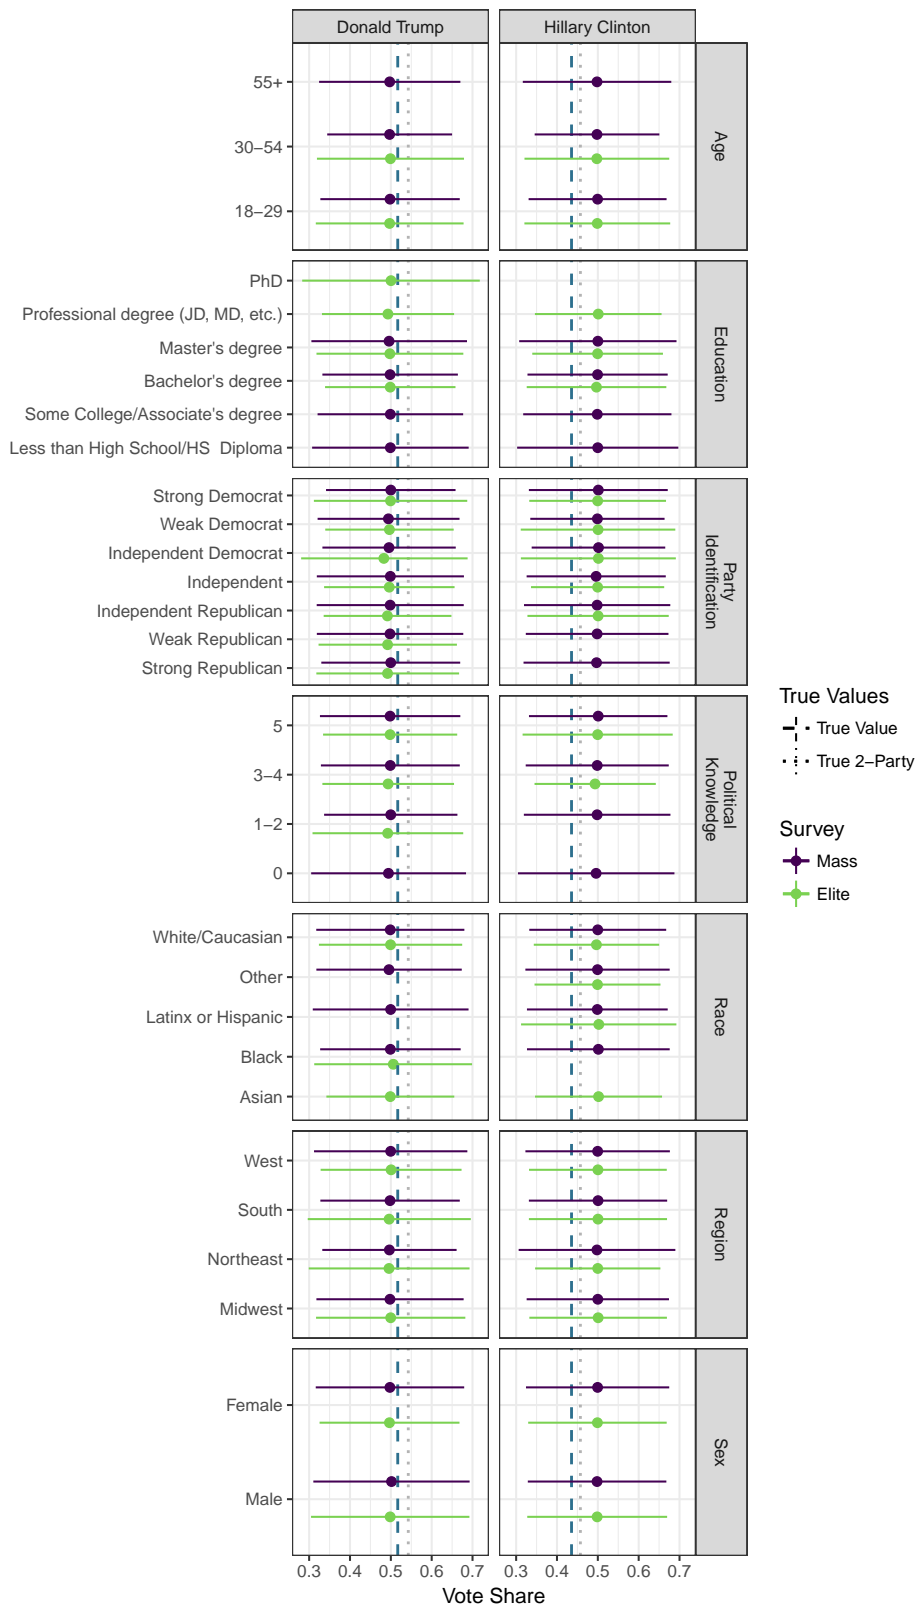 Donald Trump
Hillary Clinton
55+
30–54
18–29
Age
PhD
Professional degree (JD, MD, etc.)
Master's degree
Bachelor's degree
Some College/Associate's degree
Less than High School/HS  Diploma
Education
Strong Democrat
Weak Democrat
Independent Democrat
Independent
Independent Republican
Weak Republican
Strong Republican
Party
Identification
5
3–4
1–2
0
Political
Knowledge
White/Caucasian
Other
Latinx or Hispanic
Black
Asian
Race
West
South
Northeast
Midwest
Region
Female
Male
Sex
0.3 0.4 0.5 0.6 0.7
0.3 0.4 0.5 0.6 0.7
Vote Share
True Values
True Value
True 2–Party
Survey
Mass
Elite